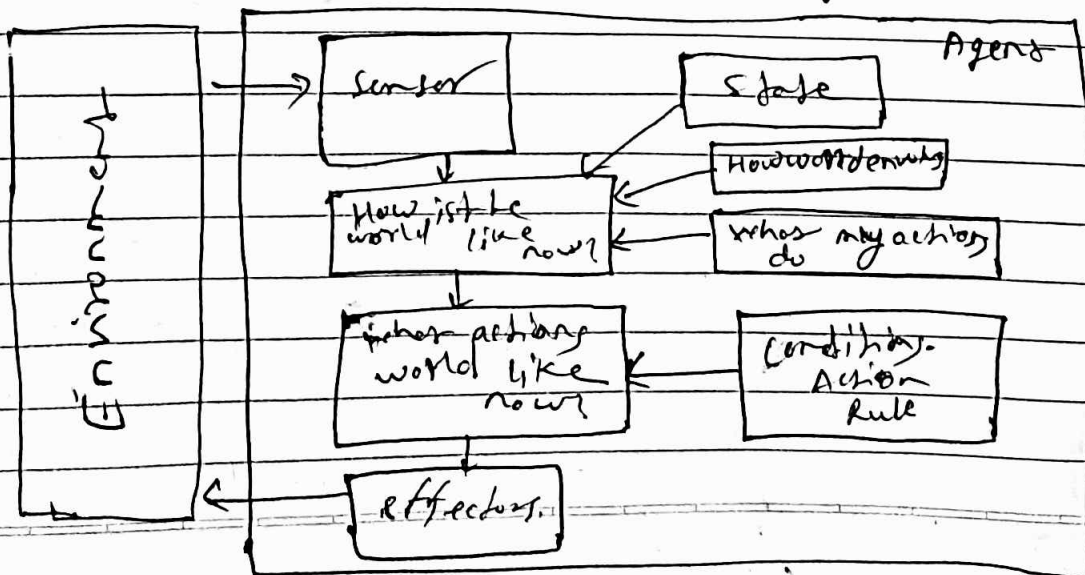 Agent
Environment
Sensor
State
How is the
world like
now?
How world evolves
what my actions
do
what actions
world like
now?
Condition-
Action
Rule
effectors.